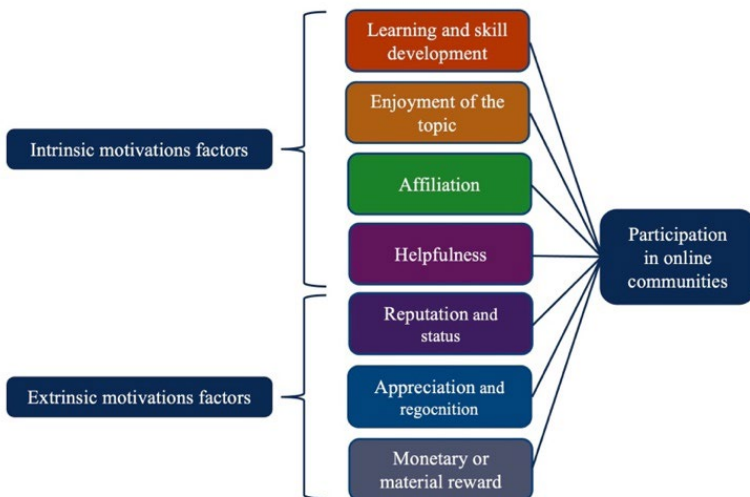 Learning and skill
development
Enjoyment of the
topic
Intrinsic motivations factors
Affiliation
Helpfulness
Participation
in online
communities
Reputation and
status
Extrinsic motivations factors
Appreciation and
regocnition
Monetary or
material reward